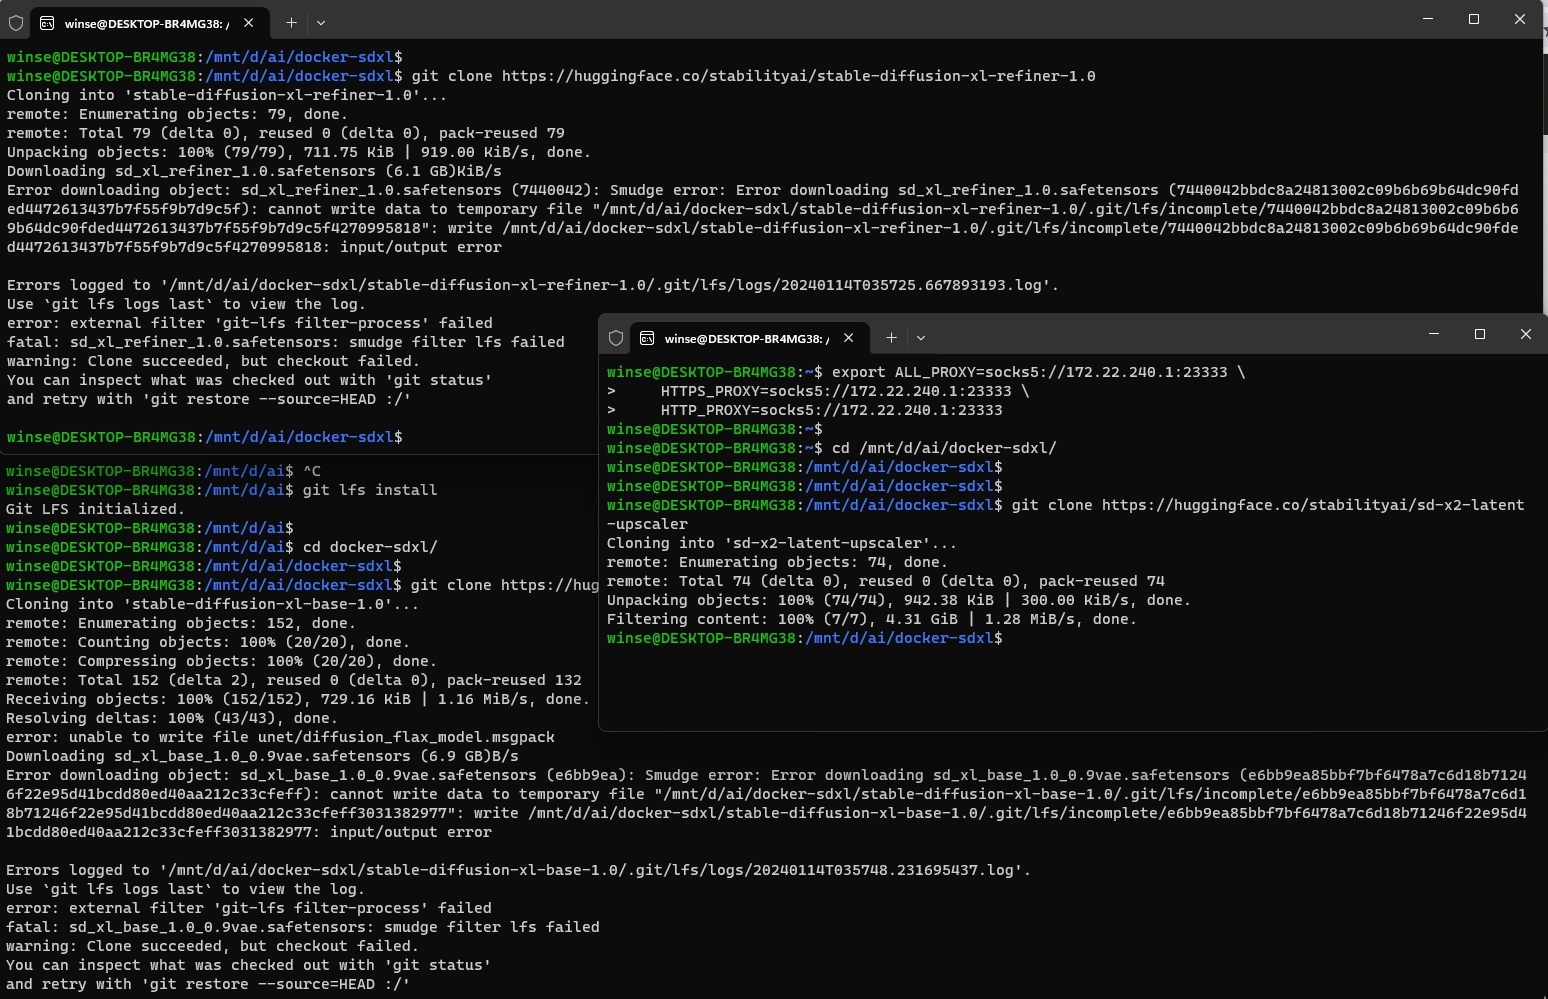 winse@DESKTOP-BR4MG38: /
winse@DESKTOP-BR4MG38:/mnt/d/ai/docker-sdxl$
winse@DESKTOP-BR4MG38:/mnt/d/ai/docker-sdxl$ git clone https://huggingface.co/stabilityai/stable-diffusion-xl-refiner-1.0
Cloning into 'stable-diffusion-xl-refiner-1.0'...
remote: Enumerating objects: 79, done.
remote: Total 79 (delta 0), reused 0 (delta 0), pack-reused 79
Unpacking objects: 100% (79/79), 711.75 KiB | 919.00 KiB/s, done.
Downloading sd_xl_refiner_1.0.safetensors (6.1 GB)KiB/s
Error downloading object: sd_xl_refiner_1.0.safetensors (7440042): Smudge error: Error downloading sd_xl_refiner_1.0.safetensors (7440042bbdc8a24813002c09b6b69b64dc90fd
ed4472613437b7f55f9b7d9c5f): cannot write data to temporary file "/mnt/d/ai/docker-sdxl/stable-diffusion-xl-refiner-1.0/.git/lfs/incomplete/7440042bbdc8a24813002c09b6b6
9b64dc90fded4472613437b7f55f9b7d9c5f4270995818": write /mnt/d/ai/docker-sdxl/stable-diffusion-xl-refiner-1.0/.git/lfs/incomplete/7440042bbdc8a24813002c09b6b69b64dc90fde
d4472613437b7f55f9b7d9c5f4270995818: input/output error
Errors logged to '/mnt/d/ai/docker-sdxl/stable-diffusion-xl-refiner-1.0/.git/lfs/logs/20240114T035725.667893193.log'.
Use `git lfs logs last` to view the log.
error: external filter 'git-lfs filter-process' failed
fatal: sd_xl_refiner_1.0.safetensors: smudge filter lfs failed
warning: Clone succeeded, but checkout failed.
You can inspect what was checked out with 'git status'
and retry with 'git restore --source=HEAD :/'
winse@DESKTOP-BR4MG38:/mnt/d/ai/docker-sdxl$
winse@DESKTOP-BR4MG38: /
winse@DESKTOP-BR4MG38:~$ export ALL_PROXY=socks5://172.22.240.1:23333 \
> HTTPS_PROXY=socks5://172.22.240.1:23333 \
> HTTP_PROXY=socks5://172.22.240.1:23333
winse@DESKTOP-BR4MG38:~$
winse@DESKTOP-BR4MG38:~$ cd /mnt/d/ai/docker-sdxl/
winse@DESKTOP-BR4MG38:/mnt/d/ai/docker-sdxl$
winse@DESKTOP-BR4MG38:/mnt/d/ai/docker-sdxl$
winse@DESKTOP-BR4MG38:/mnt/d/ai/docker-sdxl$ git clone https://huggingface.co/stabilityai/sd-x2-latent
-upscaler
Cloning into 'sd-x2-latent-upscaler'...
remote: Enumerating objects: 74, done.
remote: Total 74 (delta 0), reused 0 (delta 0), pack-reused 74
Unpacking objects: 100% (74/74), 942.38 KiB | 300.00 KiB/s, done.
Filtering content: 100% (7/7), 4.31 GiB | 1.28 MiB/s, done.
winse@DESKTOP-BR4MG38:/mnt/d/ai/docker-sdxl$
winse@DESKTOP-BR4MG38:/mnt/d/ai$ ^C
winse@DESKTOP-BR4MG38:/mnt/d/ai$ git lfs install
Git LFS initialized.
winse@DESKTOP-BR4MG38:/mnt/d/ai$
winse@DESKTOP-BR4MG38:/mnt/d/ai$ cd docker-sdxl/
winse@DESKTOP-BR4MG38:/mnt/d/ai/docker-sdxl$
winse@DESKTOP-BR4MG38:/mnt/d/ai/docker-sdxl$ git clone https://hug
Cloning into 'stable-diffusion-xl-base-1.0'...
remote: Enumerating objects: 152, done.
remote: Counting objects: 100% (20/20), done.
remote: Compressing objects: 100% (20/20), done.
remote: Total 152 (delta 2), reused 0 (delta 0), pack-reused 132
Receiving objects: 100% (152/152), 729.16 KiB | 1.16 MiB/s, done.
Resolving deltas: 100% (43/43), done.
error: unable to write file unet/diffusion_flax_model.msgpack
Downloading sd_xl_base_1.0_0.9vae.safetensors (6.9 GB)B/s
Error downloading object: sd_xl_base_1.0_0.9vae.safetensors (e6bb9ea): Smudge error: Error downloading sd_xl_base_1.0_0.9vae.safetensors (e6bb9ea85bbf7bf6478a7c6d18b71246
6f22e95d41bcdd80ed40aa212c33cfeff): cannot write data to temporary file "/mnt/d/ai/docker-sdxl/stable-diffusion-xl-base-1.0/.git/lfs/incomplete/e6bb9ea85bbf7bf6478a7c6d1
8b71246f22e95d41bcdd80ed40aa212c33cfeff3031382977": write /mnt/d/ai/docker-sdxl/stable-diffusion-xl-base-1.0/.git/lfs/incomplete/e6bb9ea85bbf7bf6478a7c6d18b71246f22e95d4
1bcdd80ed40aa212c33cfeff3031382977: input/output error
Errors logged to '/mnt/d/ai/docker-sdxl/stable-diffusion-xl-base-1.0/.git/lfs/logs/20240114T035748.231695437.log'.
Use `git lfs logs last` to view the log.
error: external filter 'git-lfs filter-process' failed
fatal: sd_xl_base_1.0_0.9vae.safetensors: smudge filter lfs failed
warning: Clone succeeded, but checkout failed.
You can inspect what was checked out with 'git status'
and retry with 'git restore --source=HEAD :/'